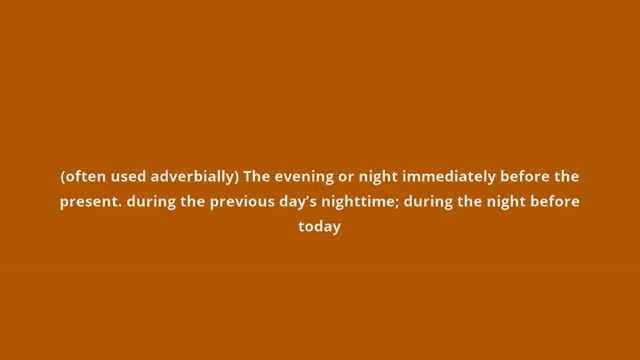 (often used adverbially) The evening or night immediately before the
present. during the previous day’s nighttime; during the night before
today